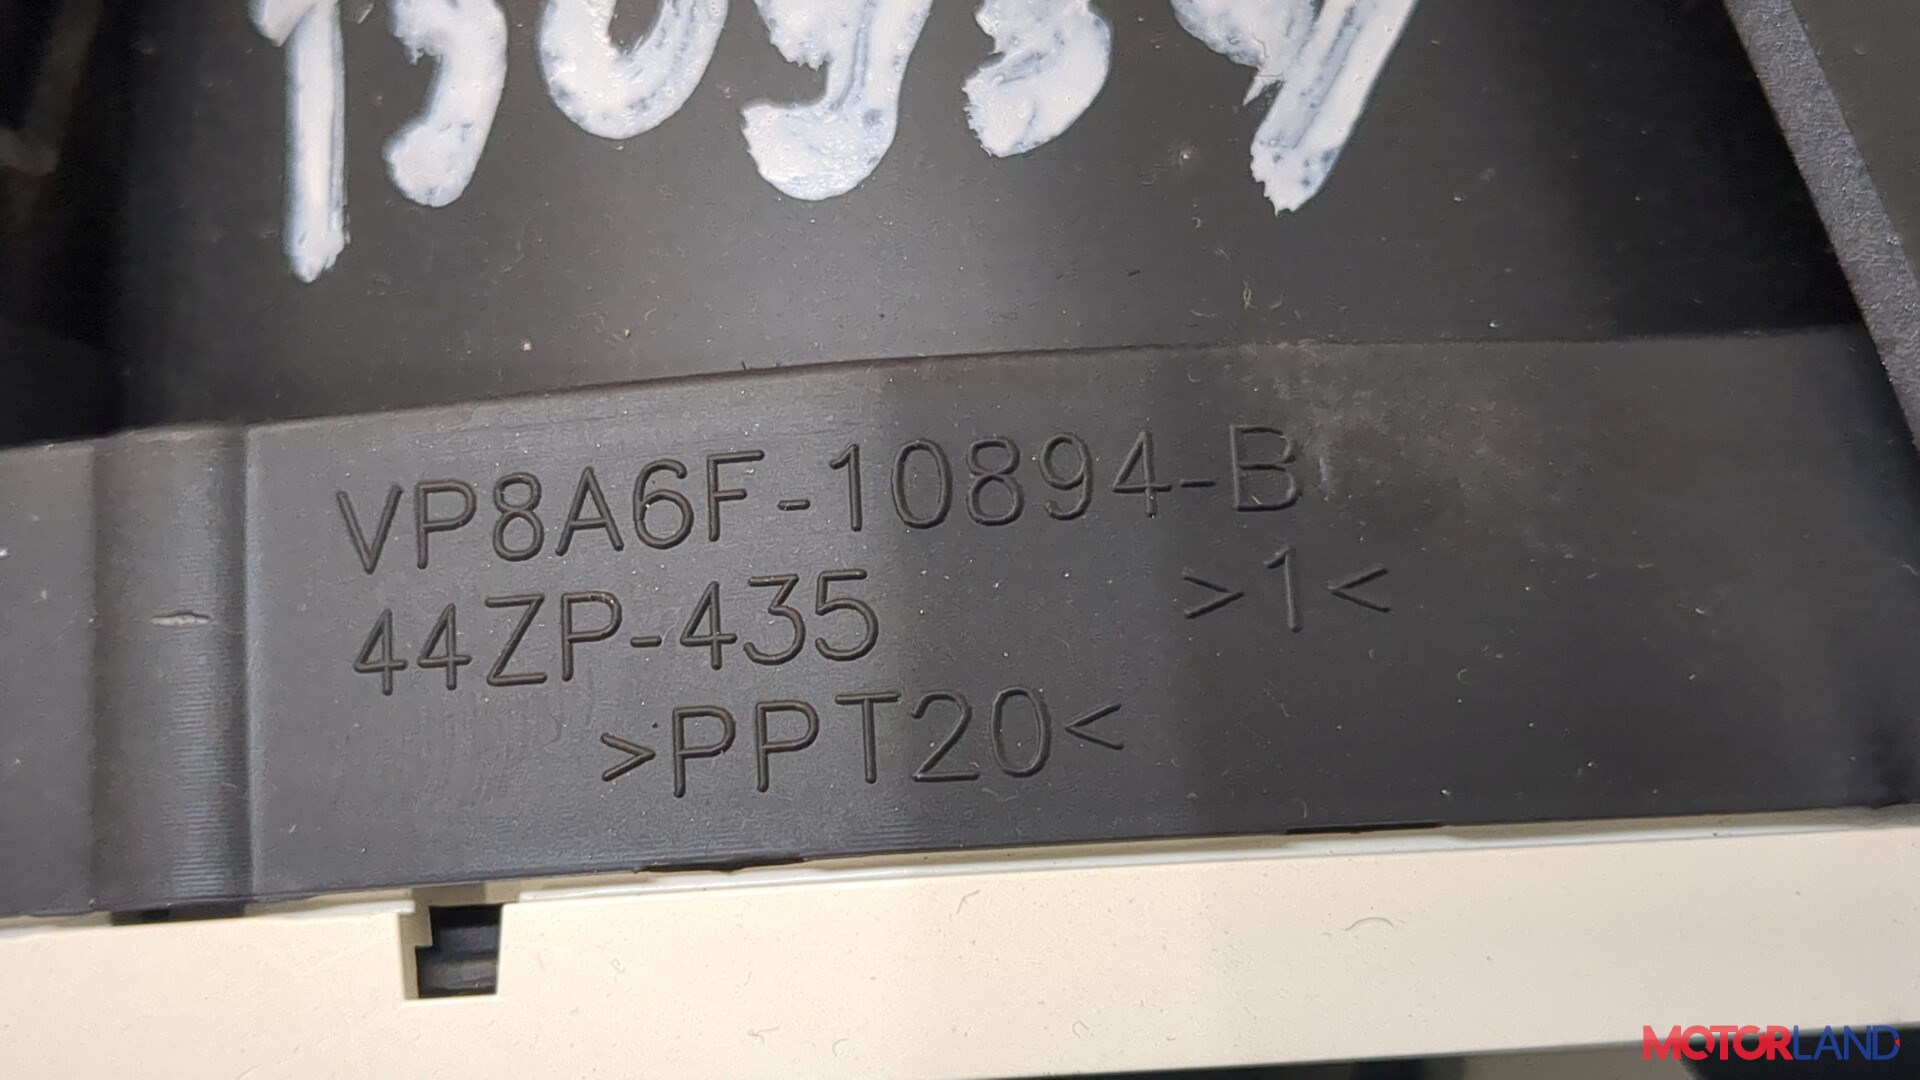 VP8A6F-10894-B
44ZP-435 >1<
>PPT20<
MOTORLAND